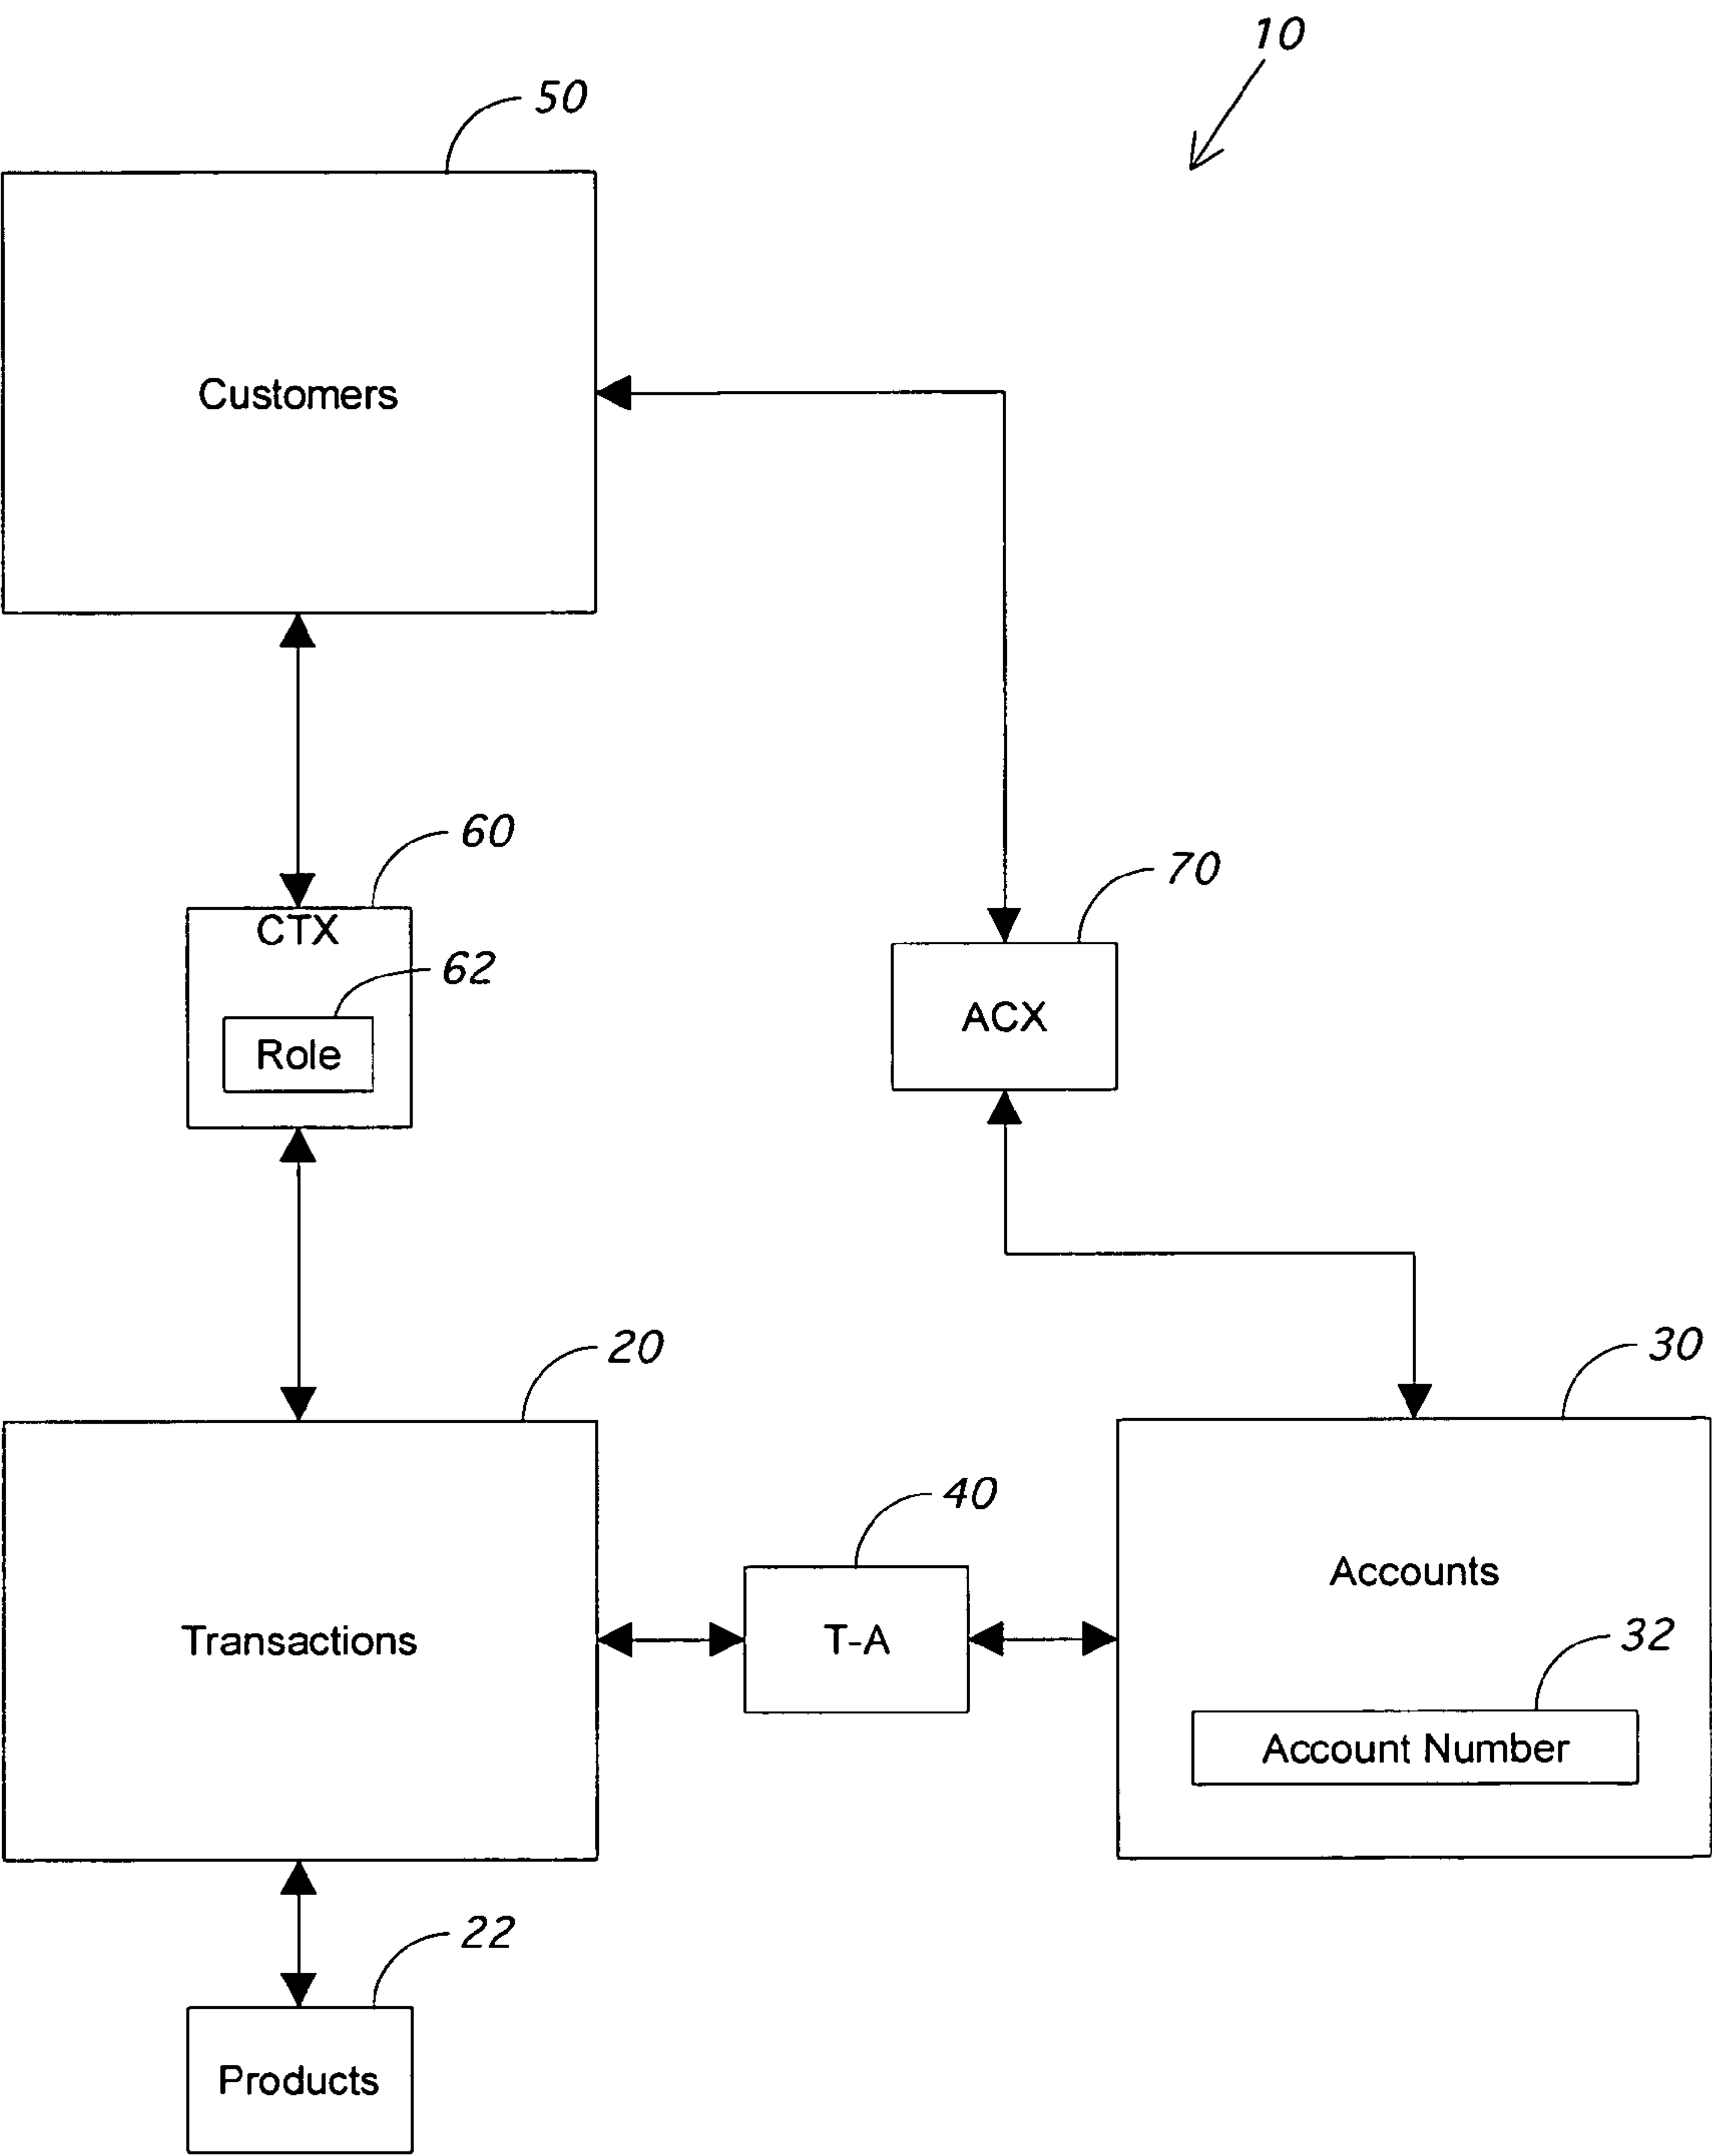 10
50
Customers
60
CTX
62
Role
70
ACX
20
Transactions
40
T-A
30
Accounts
32
Account Number
22
Products